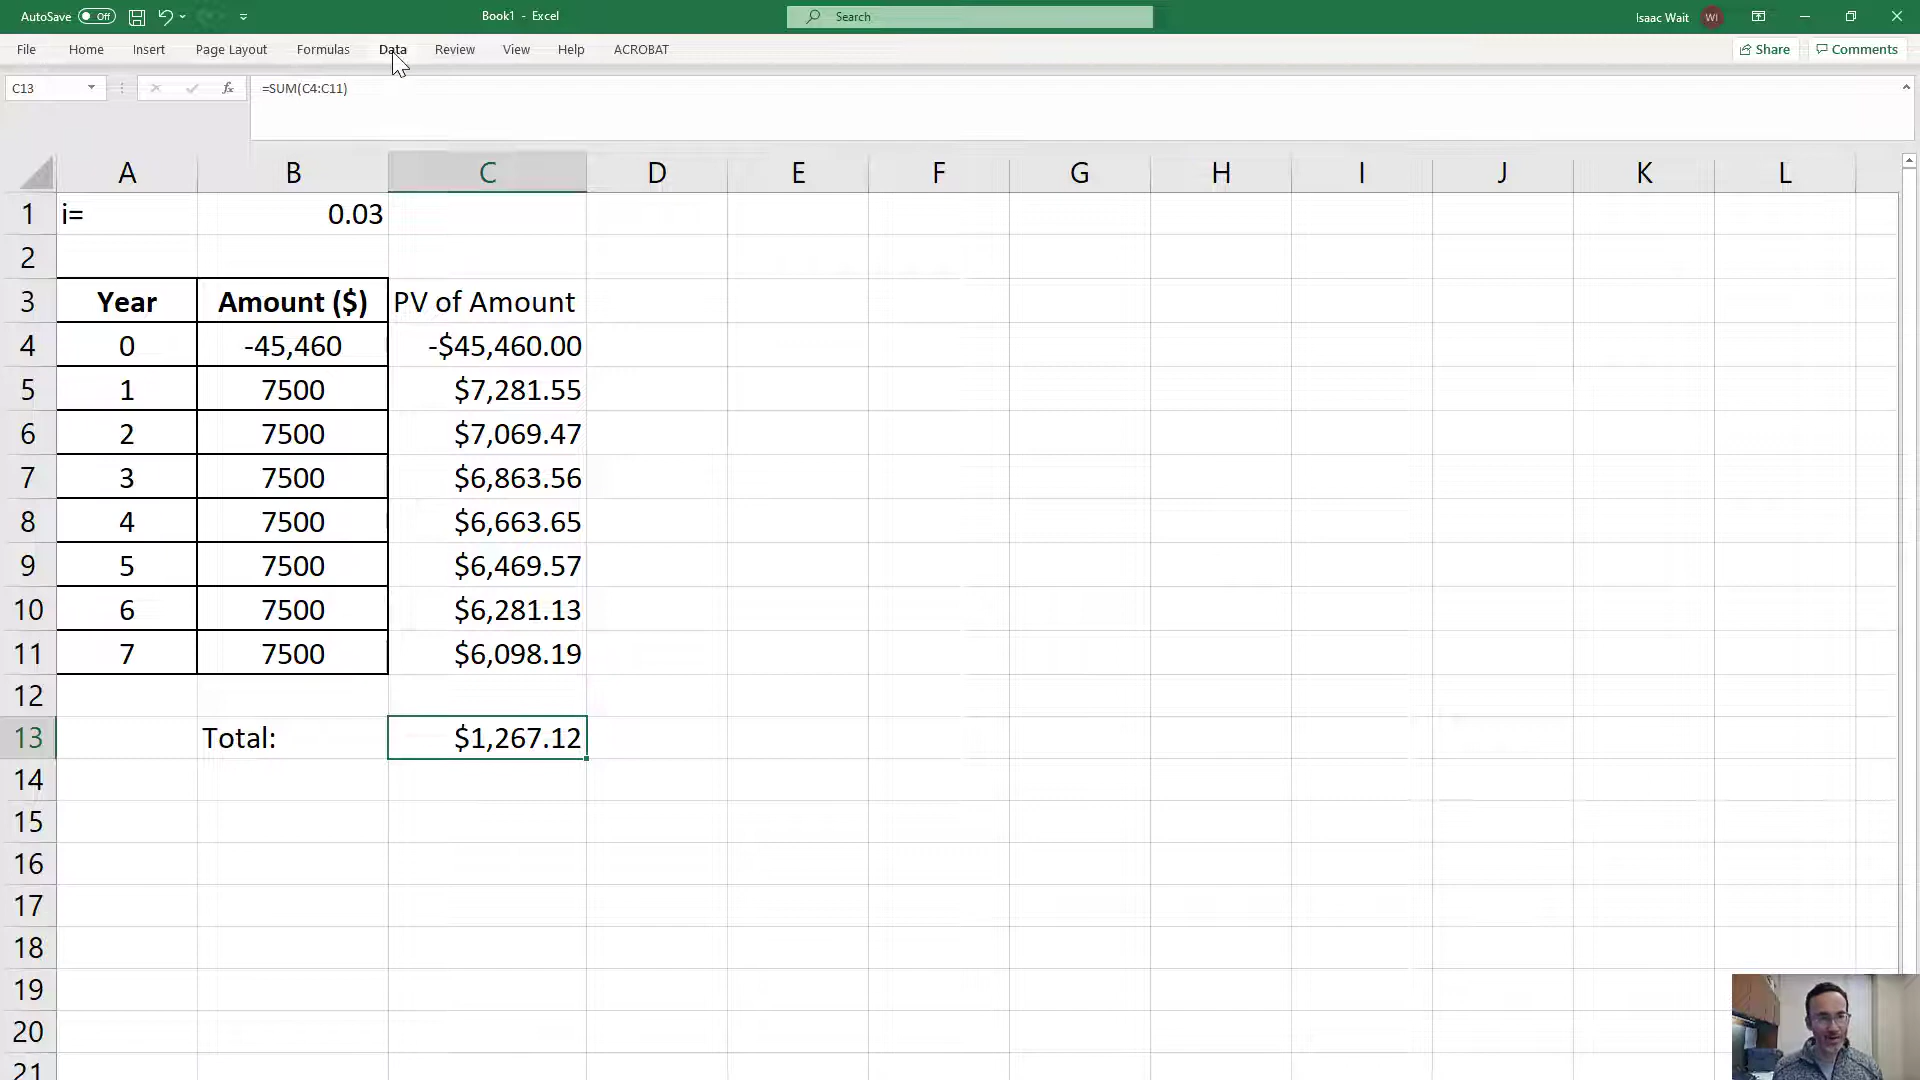 AutoSave Off Book1 - Excel Search Isaac Wait WI
File Home Insert Page Layout Formulas Data Review View Help ACROBAT Share Comments
C13 fx =SUM(C4:C11)
A B C D E F G H I J K L
1 i= 0.03
2
3 Year Amount ($) PV of Amount
4 0 -45,460 -$45,460.00
5 1 7500 $7,281.55
6 2 7500 $7,069.47
7 3 7500 $6,863.56
8 4 7500 $6,663.65
9 5 7500 $6,469.57
10 6 7500 $6,281.13
11 7 7500 $6,098.19
12
13 Total: $1,267.12
14
15
16
17
18
19
20
21